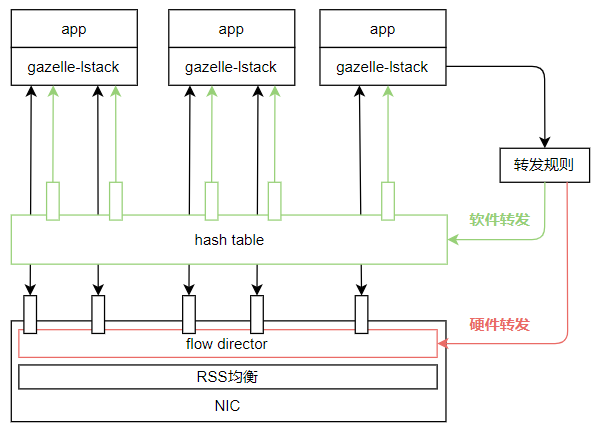 app
app
app
gazelle-lstack
gazelle-lstack
gazelle-lstack
转发规则
软件转发
hash table
硬件转发
flow director
RSS均衡
NIC